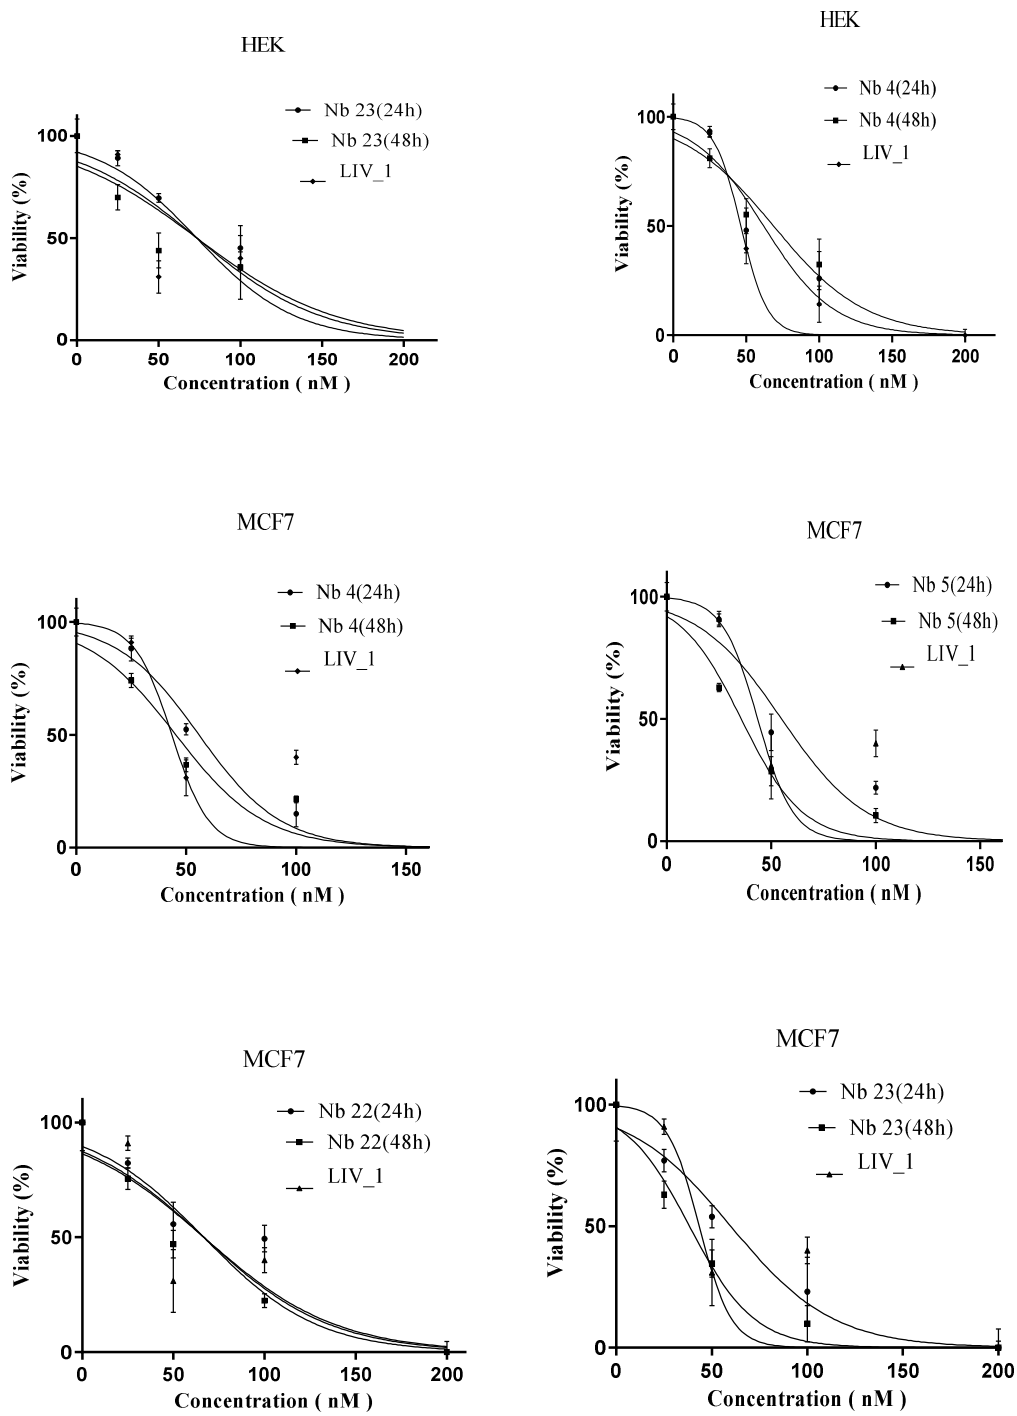 HEK
Nb 23(24h)
Nb 23(48h)
LIV_1
Viability (%)
100
50
0
0 50 100 150 200
Concentration ( nM )
HEK
Nb 4(24h)
Nb 4(48h)
LIV_1
Viability (%)
100
50
0
0 50 100 150 200
Concentration ( nM )
MCF7
Nb 4(24h)
Nb 4(48h)
LIV_1
Viability (%)
100
50
0
0 50 100 150
Concentration ( nM )
MCF7
Nb 5(24h)
Nb 5(48h)
LIV_1
Viability (%)
100
50
0
0 50 100 150
Concentration ( nM )
MCF7
Nb 22(24h)
Nb 22(48h)
LIV_1
Viability (%)
100
50
0
0 50 100 150 200
Concentration ( nM )
MCF7
Nb 23(24h)
Nb 23(48h)
LIV_1
Viability (%)
100
50
0
0 50 100 150 200
Concentration ( nM )